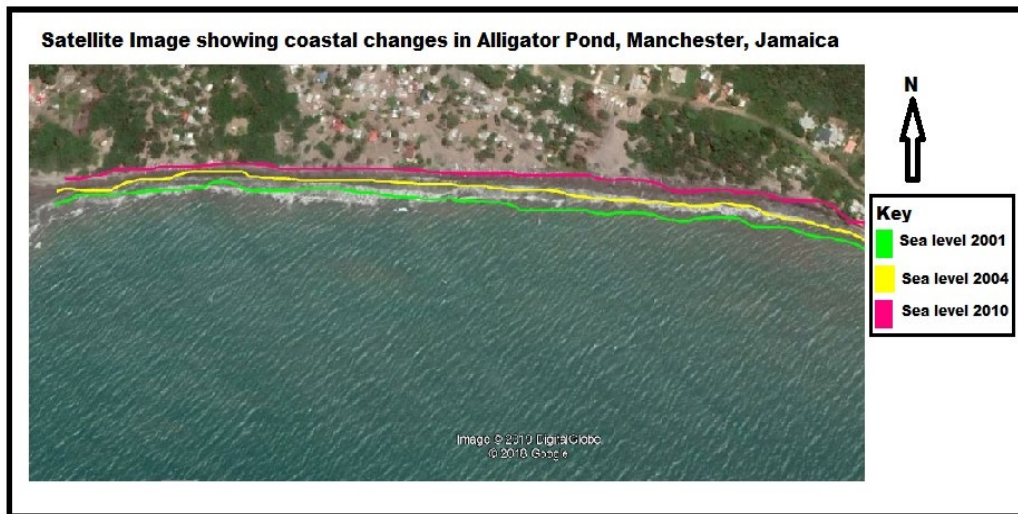 Satellite Image showing coastal changes in Alligator Pond, Manchester, Jamaica
N
Key
Sea level 2001
Sea level 2004
Sea level 2010
Image © DigitalGlobe
© 2018 Google